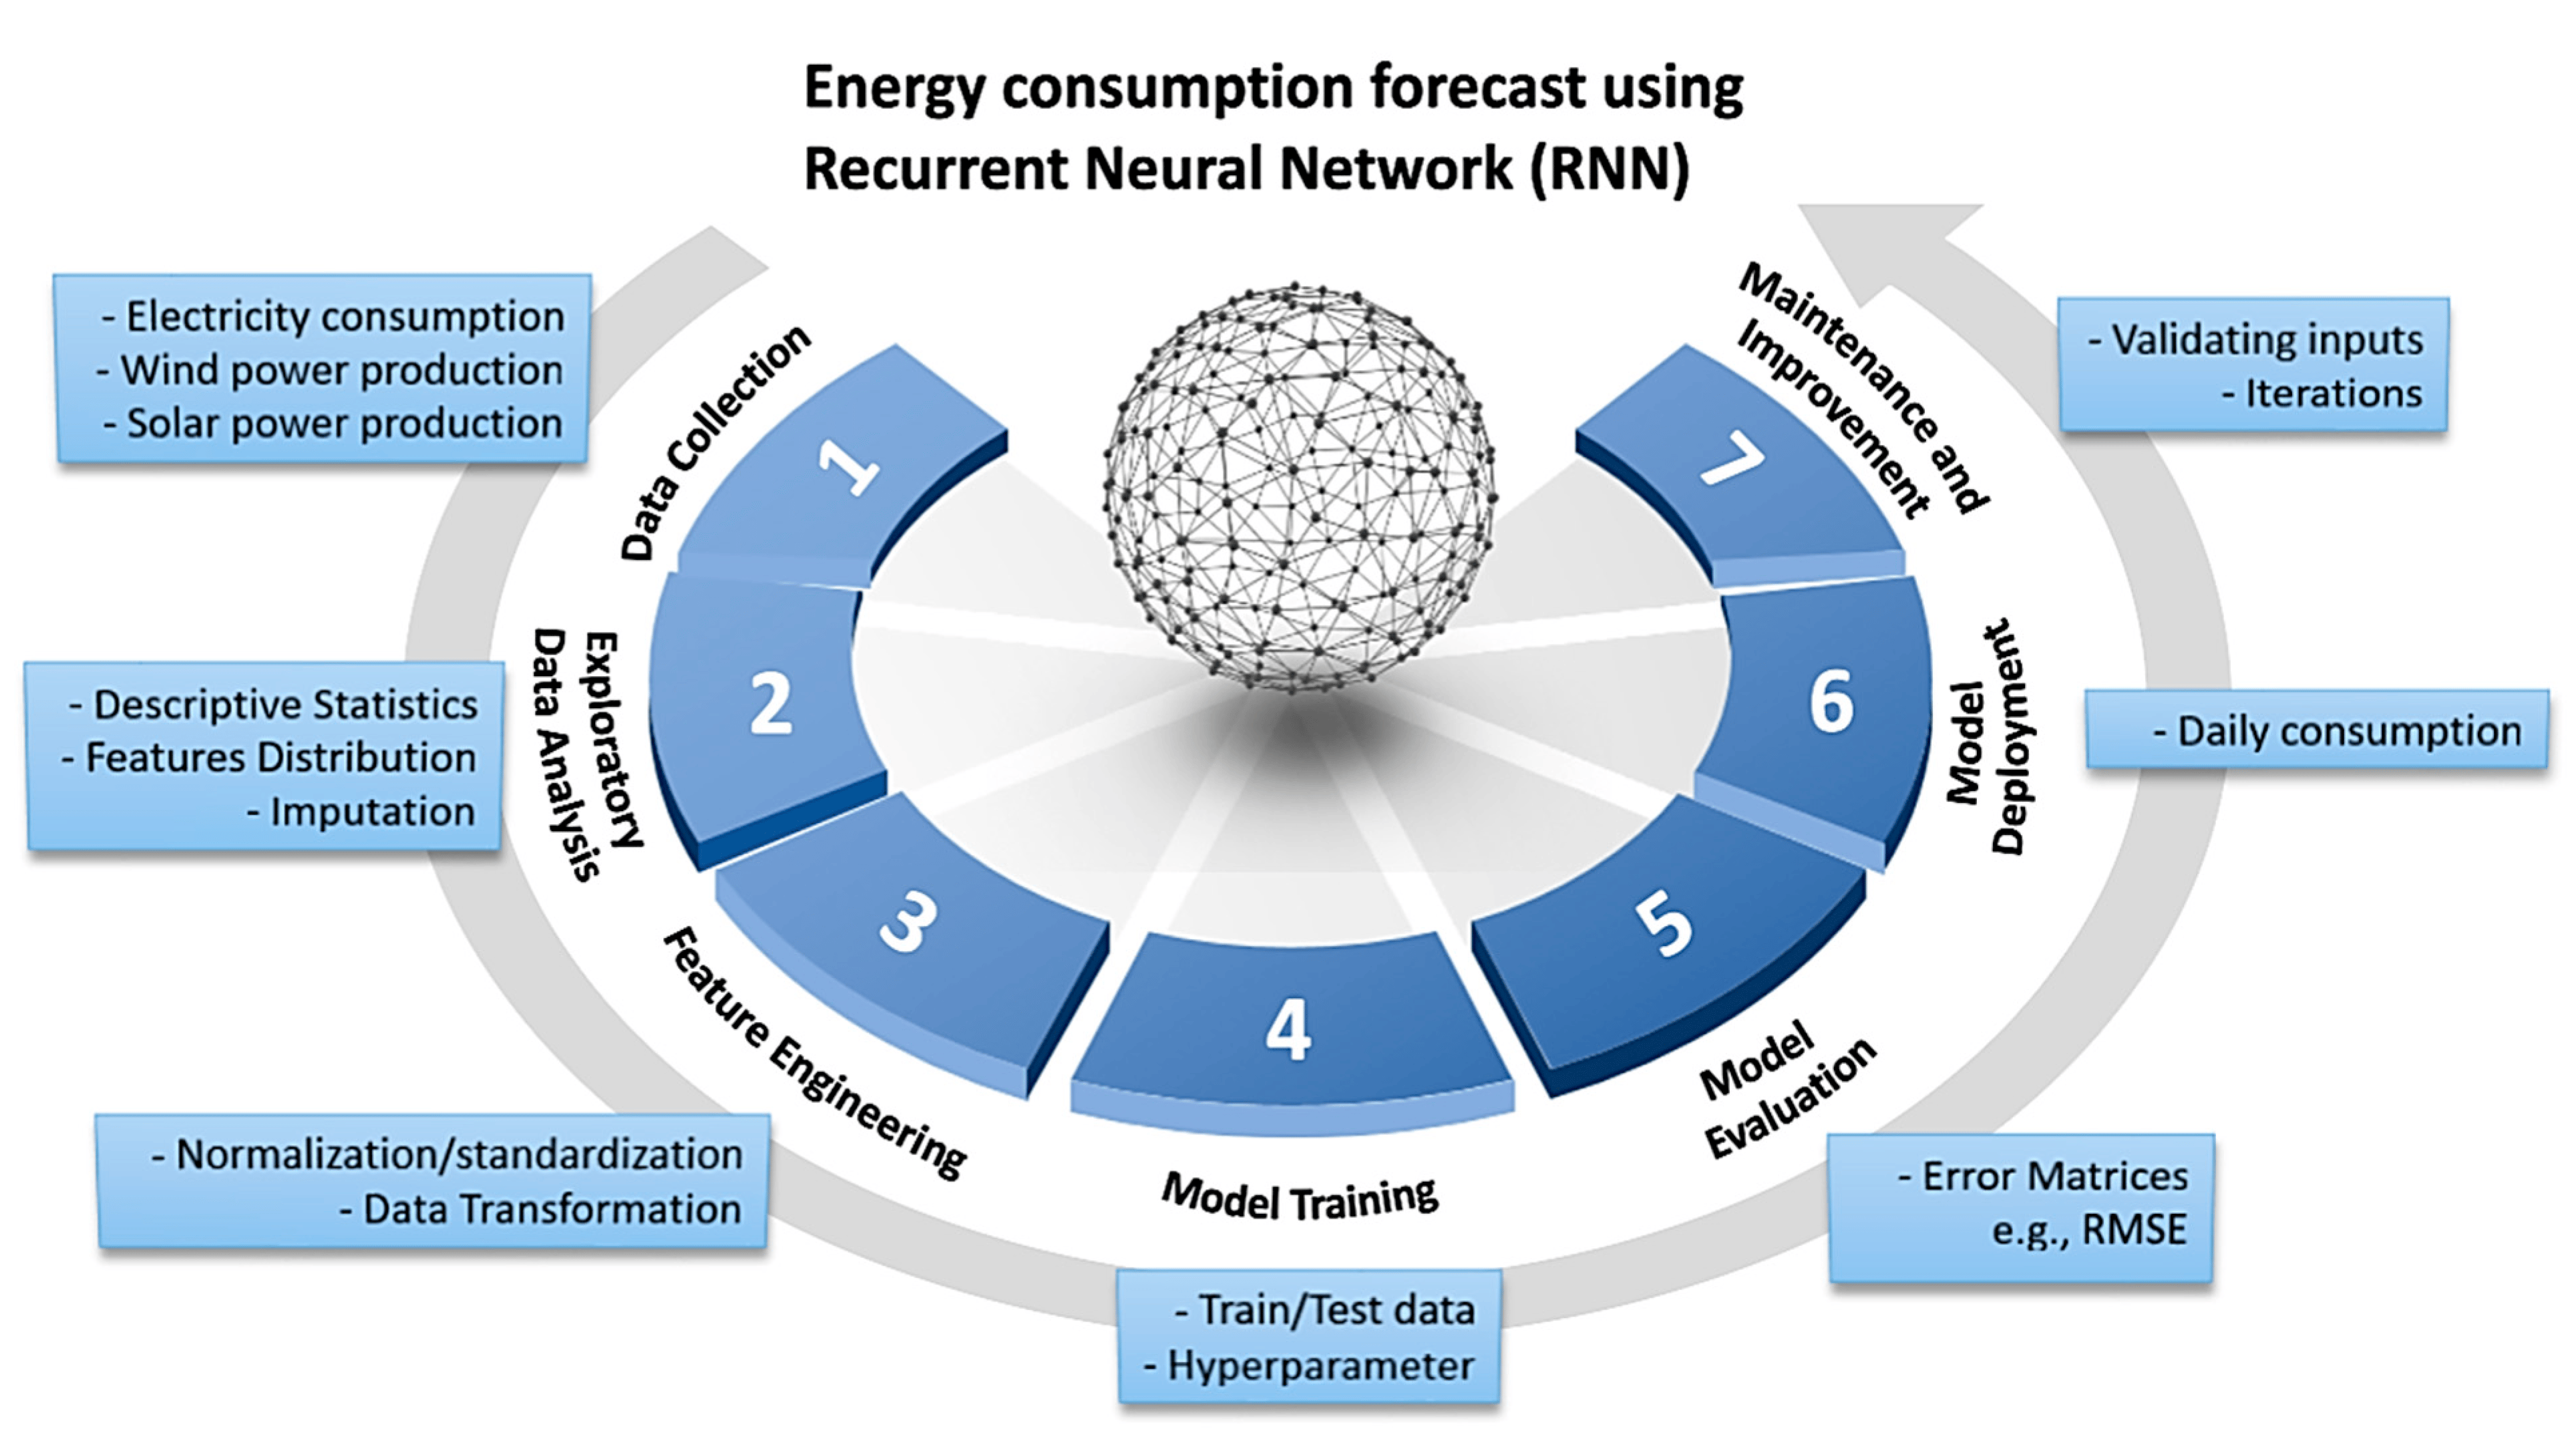 Energy consumption forecast using
Recurrent Neural Network (RNN)
- Electricity consumption
- Wind power production
- Solar power production
1
Data Collection
- Descriptive Statistics
- Features Distribution
- Imputation
2
Exploratory
Data Analysis
- Normalization/standardization
- Data Transformation
3
Feature Engineering
- Train/Test data
- Hyperparameter
4
Model Training
- Error Matrices
e.g., RMSE
5
Model
Evaluation
- Daily consumption
6
Model
Deployment
- Validating inputs
- Iterations
7
Maintenance and
Improvement